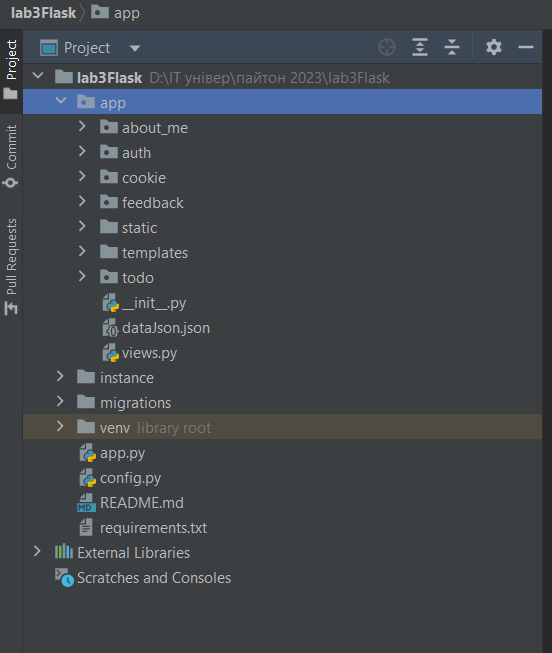 lab3Flask app
Project
Project
Commit
Pull Requests
lab3Flask D:\IT універ\пайтон 2023\lab3Flask
app
about_me
auth
cookie
feedback
static
templates
todo
__init__.py
dataJson.json
views.py
instance
migrations
venv library root
app.py
config.py
MD README.md
requirements.txt
External Libraries
Scratches and Consoles